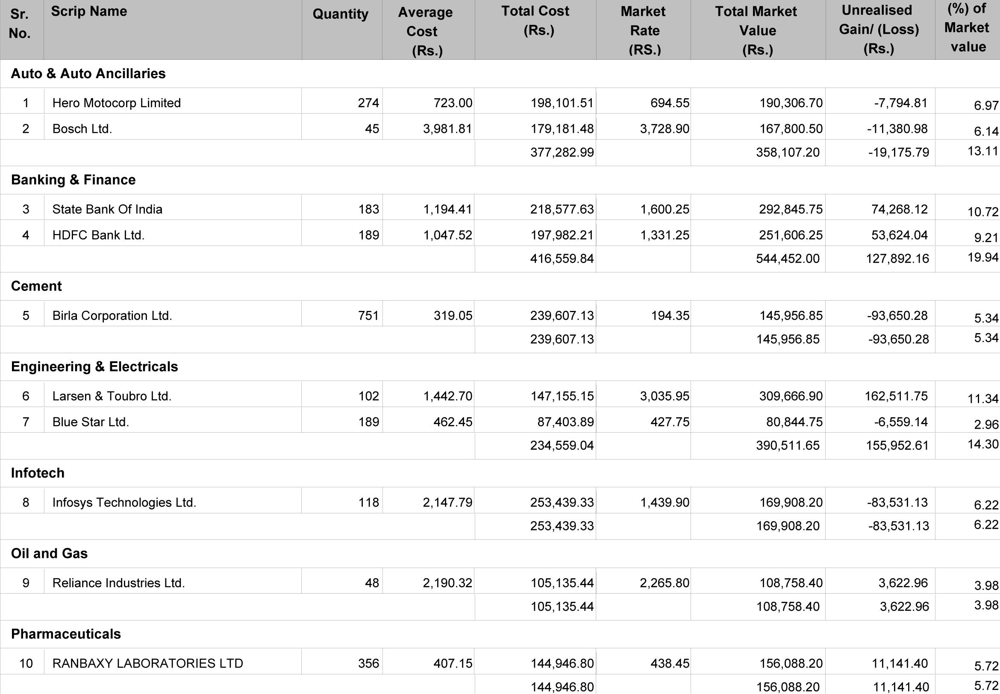 Sr. No. Scrip Name Quantity Average Cost (Rs.) Total Cost (Rs.) Market Rate (RS.) Total Market Value (Rs.) Unrealised Gain/ (Loss) (Rs.) (%) of Market value
Auto & Auto Ancillaries
1 Hero Motocorp Limited 274 723.00 198,101.51 694.55 190,306.70 -7,794.81 6.97
2 Bosch Ltd. 45 3,981.81 179,181.48 3,728.90 167,800.50 -11,380.98 6.14
377,282.99 358,107.20 -19,175.79 13.11
Banking & Finance
3 State Bank Of India 183 1,194.41 218,577.63 1,600.25 292,845.75 74,268.12 10.72
4 HDFC Bank Ltd. 189 1,047.52 197,982.21 1,331.25 251,606.25 53,624.04 9.21
416,559.84 544,452.00 127,892.16 19.94
Cement
5 Birla Corporation Ltd. 751 319.05 239,607.13 194.35 145,956.85 -93,650.28 5.34
239,607.13 145,956.85 -93,650.28 5.34
Engineering & Electricals
6 Larsen & Toubro Ltd. 102 1,442.70 147,155.15 3,035.95 309,666.90 162,511.75 11.34
7 Blue Star Ltd. 189 462.45 87,403.89 427.75 80,844.75 -6,559.14 2.96
234,559.04 390,511.65 155,952.61 14.30
Infotech
8 Infosys Technologies Ltd. 118 2,147.79 253,439.33 1,439.90 169,908.20 -83,531.13 6.22
253,439.33 169,908.20 -83,531.13 6.22
Oil and Gas
9 Reliance Industries Ltd. 48 2,190.32 105,135.44 2,265.80 108,758.40 3,622.96 3.98
105,135.44 108,758.40 3,622.96 3.98
Pharmaceuticals
10 RANBAXY LABORATORIES LTD 356 407.15 144,946.80 438.45 156,088.20 11,141.40 5.72
144,946.80 156,088.20 11,141.40 5.72